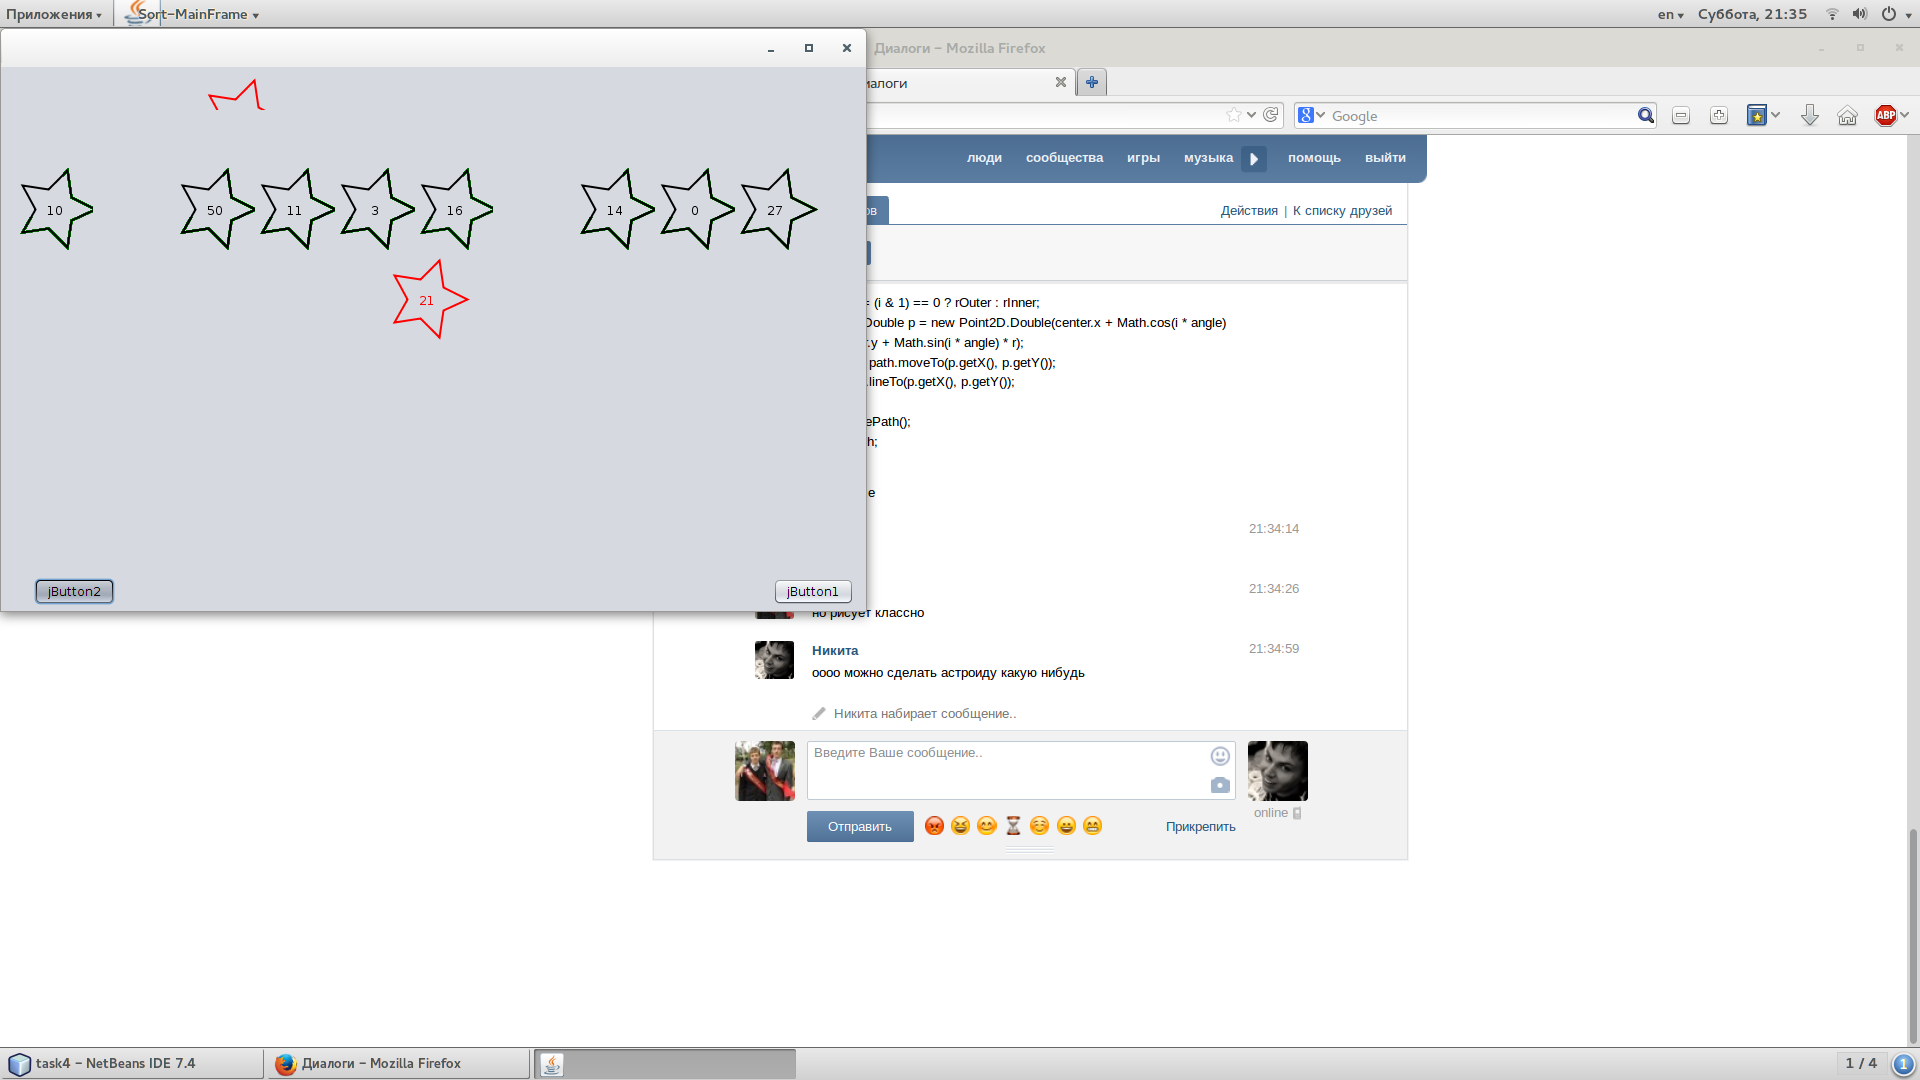 Приложения
Sort-MainFrame
en
Суббота, 21:35
Диалоги - Mozilla Firefox
иалоги
Google
ABP
люди
сообщества
игры
музыка
помощь
выйти
10
50
11
3
16
14
0
27
21
Действия | К списку друзей
= (i & 1) == 0 ? rOuter : rInner;
Double p = new Point2D.Double(center.x + Math.cos(i * angle)
r.y + Math.sin(i * angle) * r);
path.moveTo(p.getX(), p.getY());
.lineTo(p.getX(), p.getY());
ePath();
h;
е
21:34:14
21:34:26
jButton2
jButton1
но рисует классно
Никита
21:34:59
оооо можно сделать астроиду какую нибудь
Никита набирает сообщение..
Введите Ваше сообщение..
online
Отправить
Прикрепить
task4 - NetBeans IDE 7.4
Диалоги - Mozilla Firefox
1 / 4
1